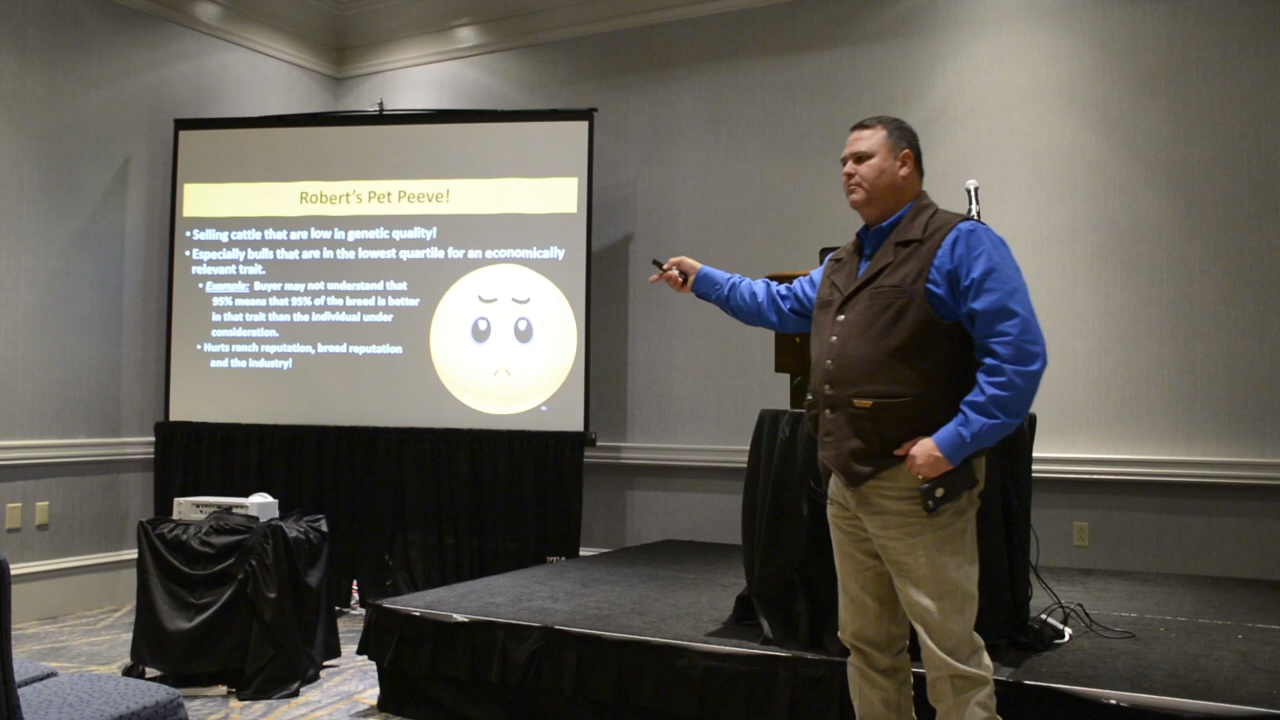 Robert's Pet Peeve!
• Selling cattle that are low in genetic quality!
• Especially bulls that are in the lowest quartile for an economically
relevant trait.
• Example: Buyer may not understand that
95% means that 95% of the breed is better
in that trait than the individual under
consideration.
• Hurts ranch reputation, breed reputation
and the industry!